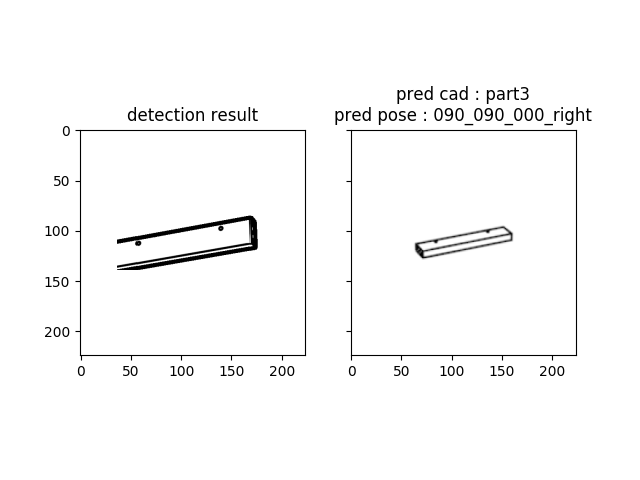 detection result
pred cad : part3
pred pose : 090_090_000_right
0
50
100
150
200
0 50 100 150 200
0 50 100 150 200